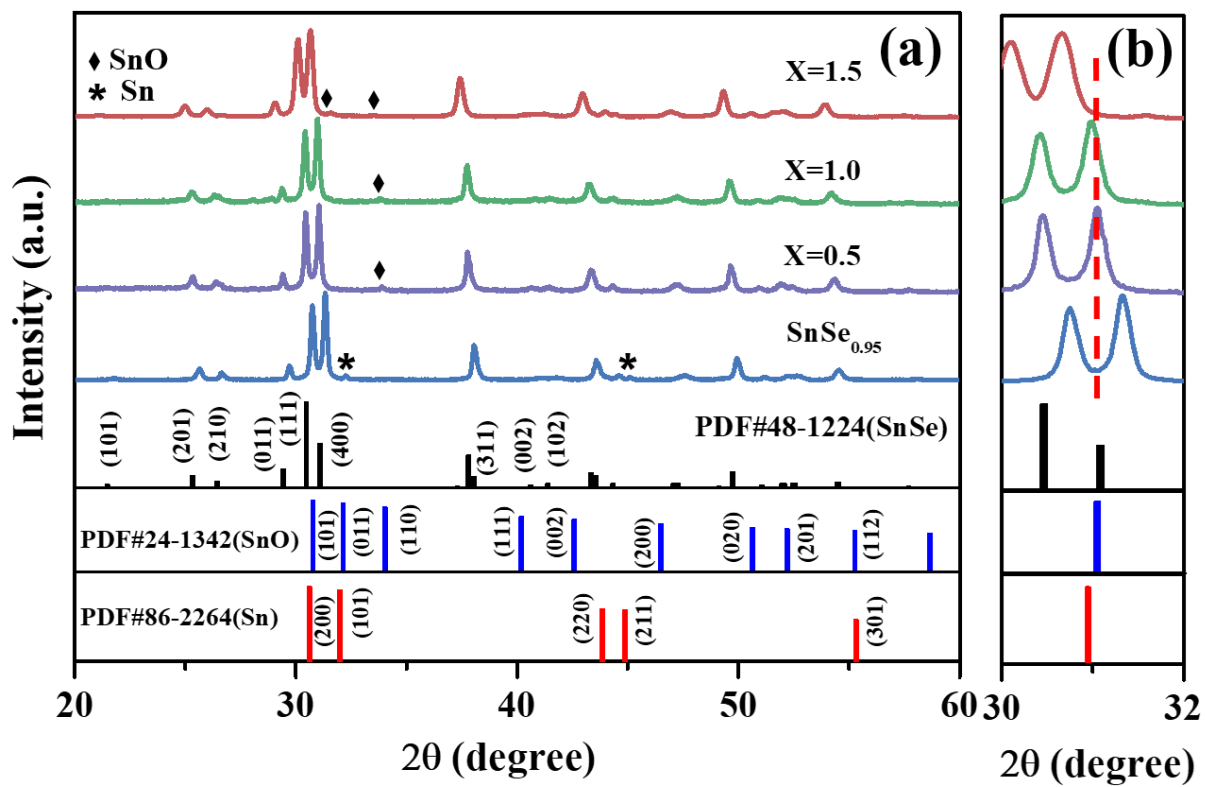 (a)
(b)
♦ SnO
* Sn
X=1.5
X=1.0
X=0.5
SnSe0.95
Intensity (a.u.)
PDF#48-1224(SnSe)
(101)
(201)
(210)
(011)
(111)
(400)
(311)
(002)
(102)
PDF#24-1342(SnO)
(101)
(011)
(110)
(111)
(002)
(200)
(020)
(201)
(112)
PDF#86-2264(Sn)
(200)
(101)
(220)
(211)
(301)
20 30 40 50 60
30 32
2θ (degree)
2θ (degree)